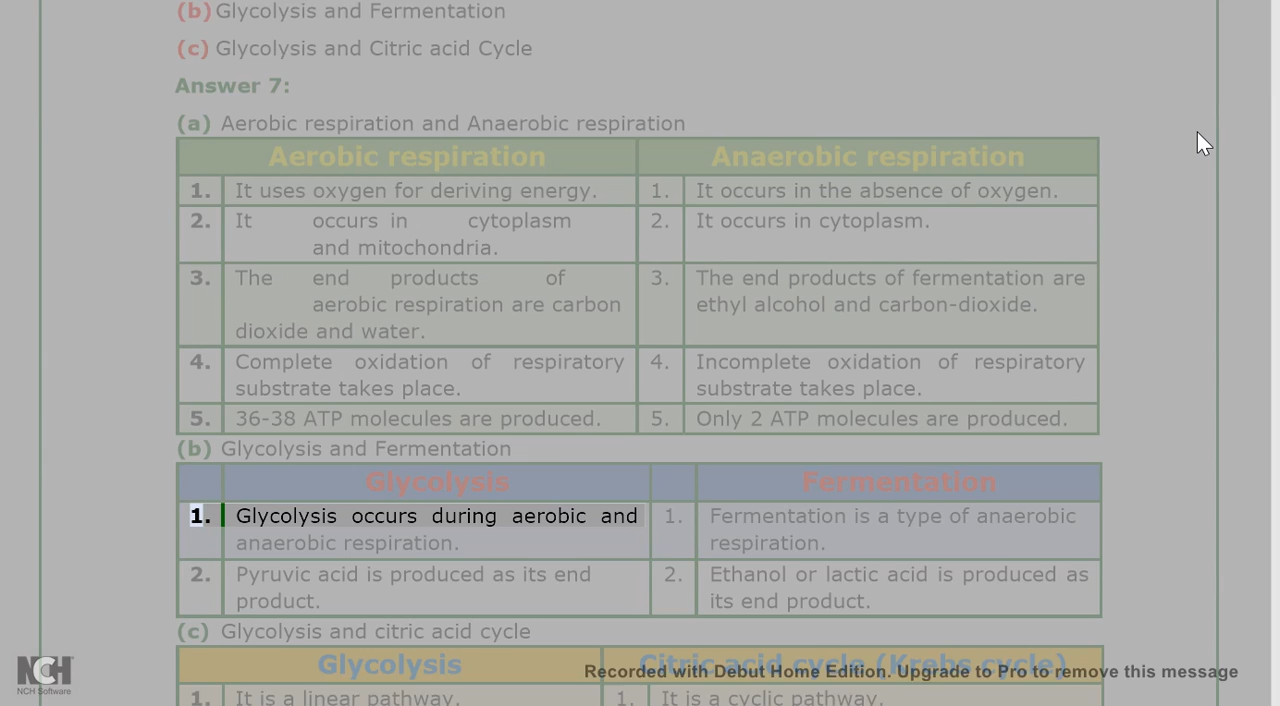 (b) Glycolysis and Fermentation
(c) Glycolysis and Citric acid Cycle
Answer 7:
(a) Aerobic respiration and Anaerobic respiration
Aerobic respiration Anaerobic respiration
1. It uses oxygen for deriving energy. 1. It occurs in the absence of oxygen.
2. It occurs in cytoplasm 2. It occurs in cytoplasm.
and mitochondria.
3. The end products of 3. The end products of fermentation are
aerobic respiration are carbon ethyl alcohol and carbon-dioxide.
dioxide and water.
4. Complete oxidation of respiratory 4. Incomplete oxidation of respiratory
substrate takes place. substrate takes place.
5. 36-38 ATP molecules are produced. 5. Only 2 ATP molecules are produced.
(b) Glycolysis and Fermentation
Glycolysis Fermentation
1. Glycolysis occurs during aerobic and 1. Fermentation is a type of anaerobic
anaerobic respiration. respiration.
2. Pyruvic acid is produced as its end 2. Ethanol or lactic acid is produced as
product. its end product.
(c) Glycolysis and citric acid cycle
Glycolysis Citric acid cycle (Krebs cycle)
Recorded with Debut Home Edition. Upgrade to Pro to remove this message
1. It is a linear pathway. 1. It is a cyclic pathway.
NCH
NCH Software